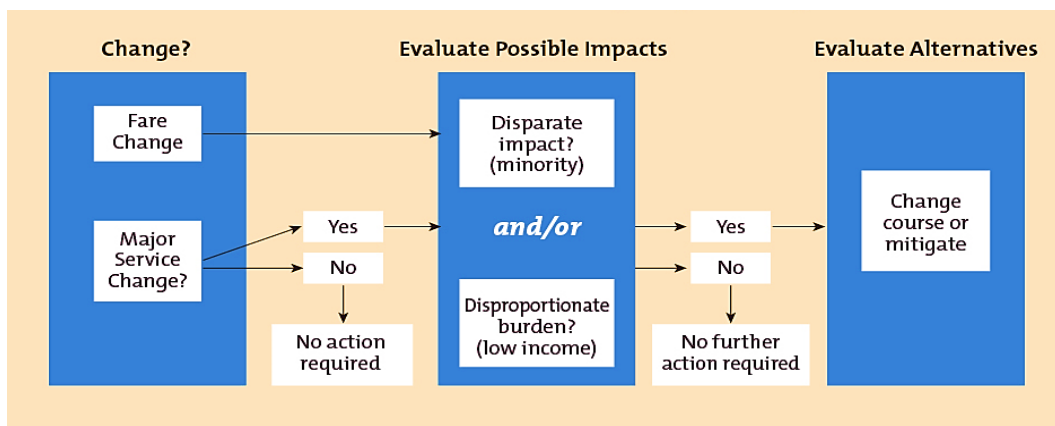 Change?
Evaluate Possible Impacts
Evaluate Alternatives
Fare
Change
Major
Service
Change?
Yes
No
No action
required
Disparate
impact?
(minority)
and/or
Disproportionate
burden?
(low income)
Yes
No
No further
action required
Change
course or
mitigate